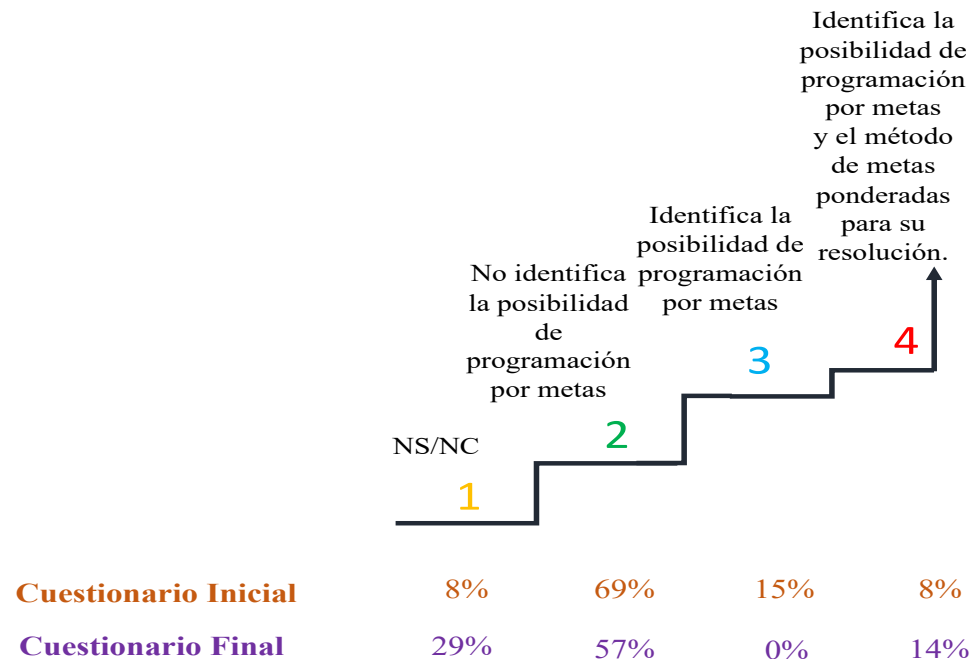 Identifica la
posibilidad de
programación
por metas
y el método
de metas
ponderadas
para su
resolución.
4
Identifica la
posibilidad de
programación
por metas
3
No identifica
la posibilidad
de
programación
por metas
2
NS/NC
1
Cuestionario Inicial 8% 69% 15% 8%
Cuestionario Final 29% 57% 0% 14%